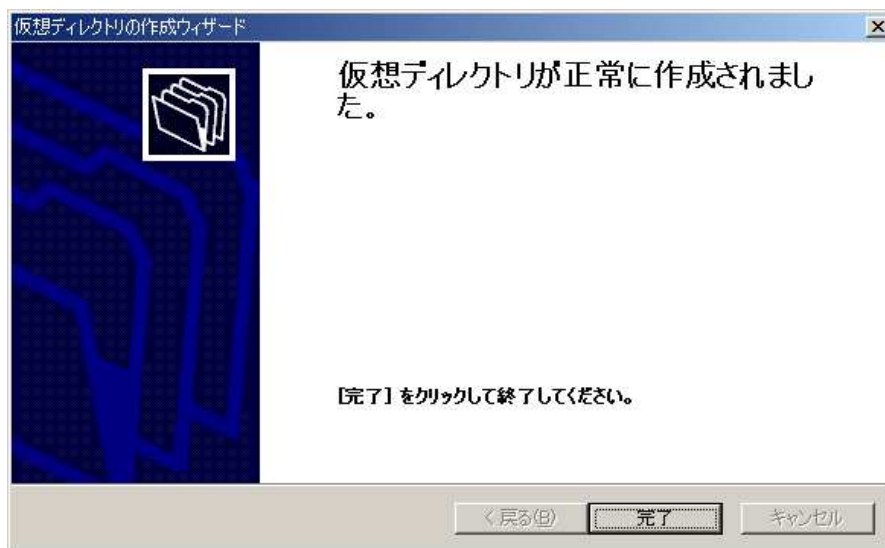 仮想ディレクトリの作成ウィザード
仮想ディレクトリが正常に作成されまし
た。
[完了] をクリックして終了してください。
< 戻る(B)
完了
キャンセル